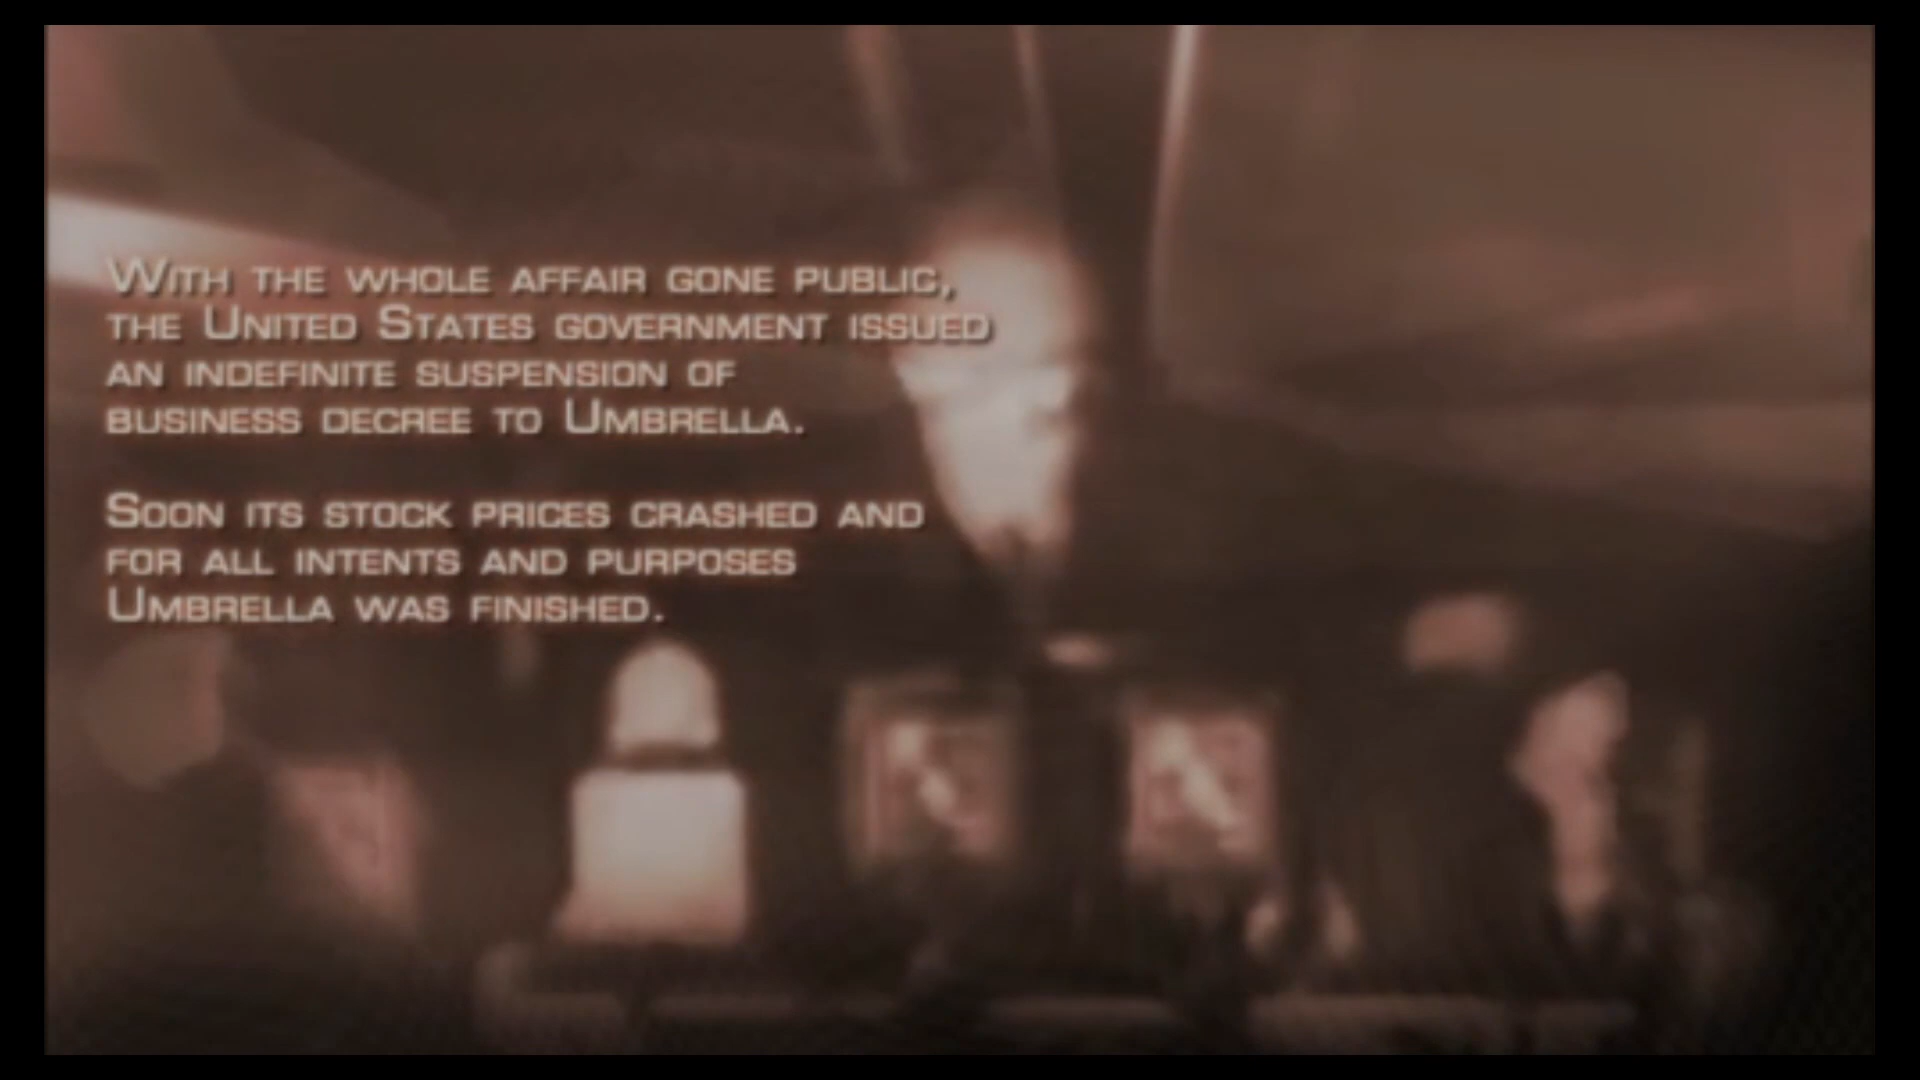 With the whole affair gone public,
the United States government issued
an indefinite suspension of
business decree to Umbrella.
Soon its stock prices crashed and
for all intents and purposes
Umbrella was finished.